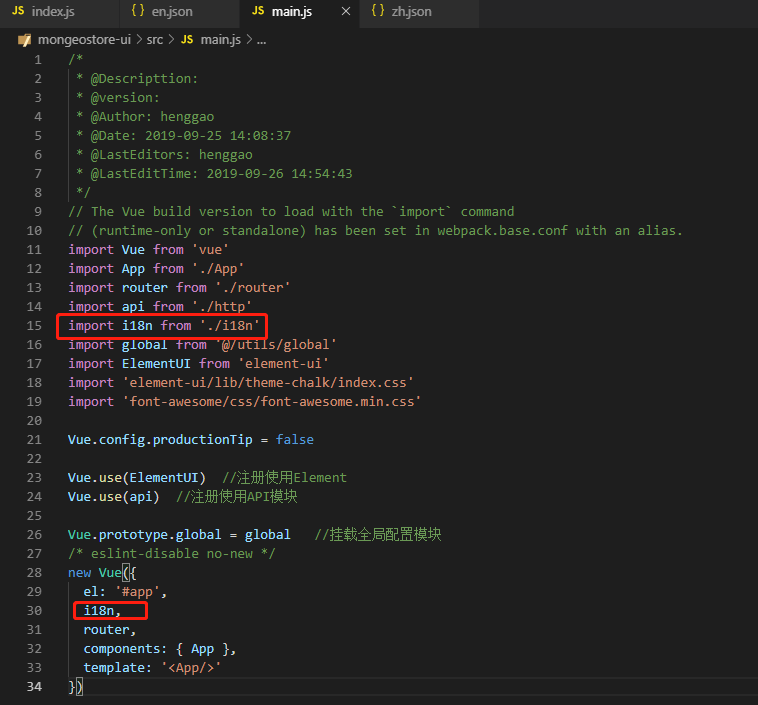 JS index.js {} en.json JS main.js × {} zh.json
mongeostore-ui > src > JS main.js > ...
1 /*
2 * @Descripttion:
3 * @version:
4 * @Author: henggao
5 * @Date: 2019-09-25 14:08:37
6 * @LastEditors: henggao
7 * @LastEditTime: 2019-09-26 14:54:43
8 */
9 // The Vue build version to load with the `import` command
10 // (runtime-only or standalone) has been set in webpack.base.conf with an alias.
11 import Vue from 'vue'
12 import App from './App'
13 import router from './router'
14 import api from './http'
15 import i18n from './i18n'
16 import global from '@/utils/global'
17 import ElementUI from 'element-ui'
18 import 'element-ui/lib/theme-chalk/index.css'
19 import 'font-awesome/css/font-awesome.min.css'
20
21 Vue.config.productionTip = false
22
23 Vue.use(ElementUI)  //注册使用Element
24 Vue.use(api)  //注册使用API模块
25
26 Vue.prototype.global = global   //挂载全局配置模块
27 /* eslint-disable no-new */
28 new Vue({
29   el: '#app',
30   i18n,
31   router,
32   components: { App },
33   template: '<App/>'
34 })